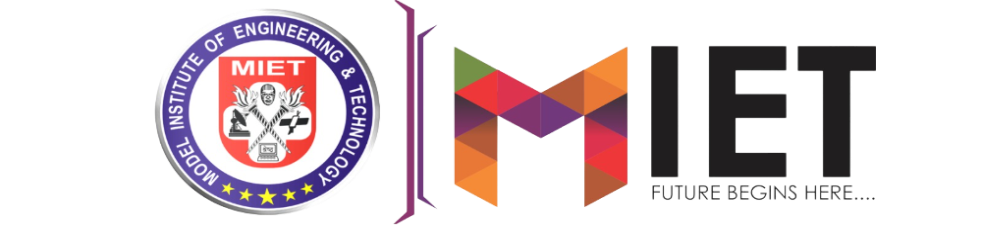 MODEL INSTITUTE OF ENGINEERING & TECHNOLOGY
MIET
MIET
FUTURE BEGINS HERE....